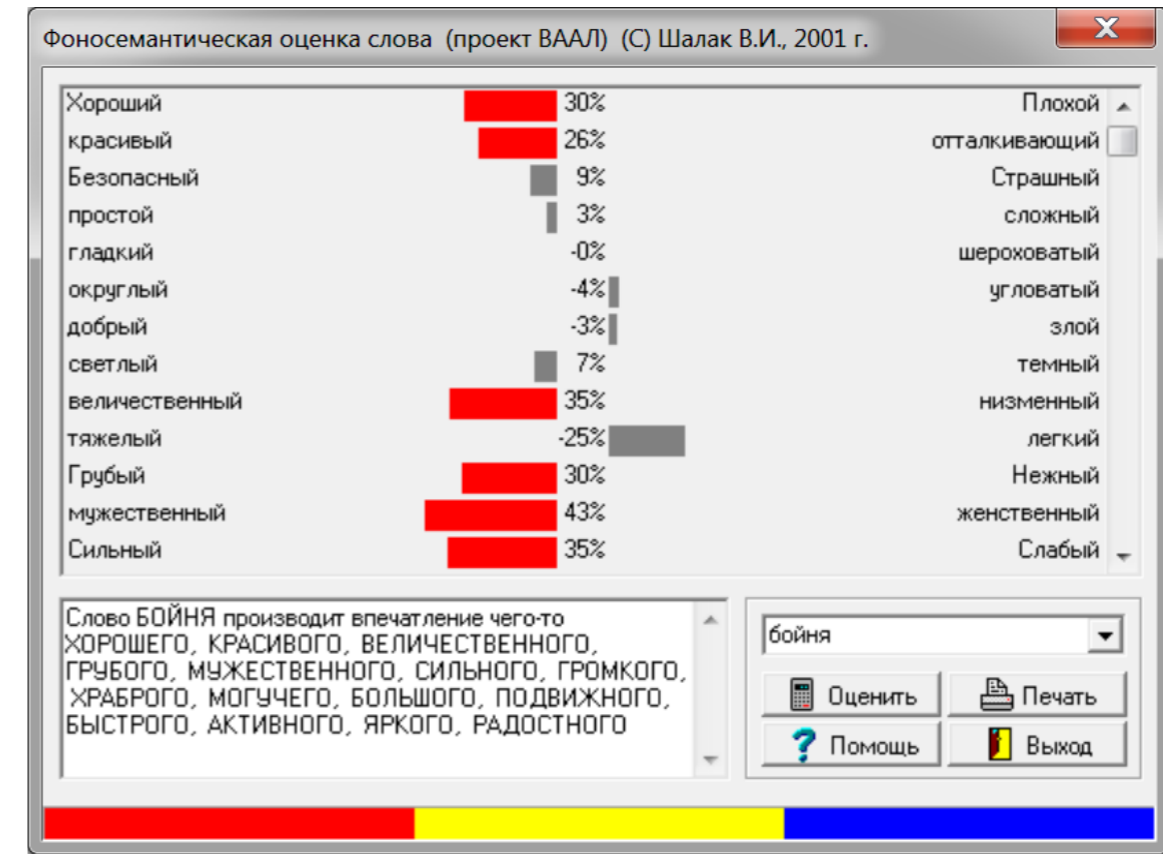 Фоносемантическая оценка слова (проект ВААЛ) (С) Шалак В.И., 2001 г.
Хороший 30% Плохой
красивый 26% отталкивающий
Безопасный 9% Страшный
простой 3% сложный
гладкий -0% шероховатый
округлый -4% угловатый
добрый -3% злой
светлый 7% темный
величественный 35% низменный
тяжелый -25% легкий
Грубый 30% Нежный
мужественный 43% женственный
Сильный 35% Слабый
Слово БОЙНЯ производит впечатление чего-то
ХОРОШЕГО, КРАСИВОГО, ВЕЛИЧЕСТВЕННОГО,
ГРУБОГО, МУЖЕСТВЕННОГО, СИЛЬНОГО, ГРОМКОГО,
ХРАБРОГО, МОГУЧЕГО, БОЛЬШОГО, ПОДВИЖНОГО,
БЫСТРОГО, АКТИВНОГО, ЯРКОГО, РАДОСТНОГО
бойня
Оценить Печать
Помощь Выход